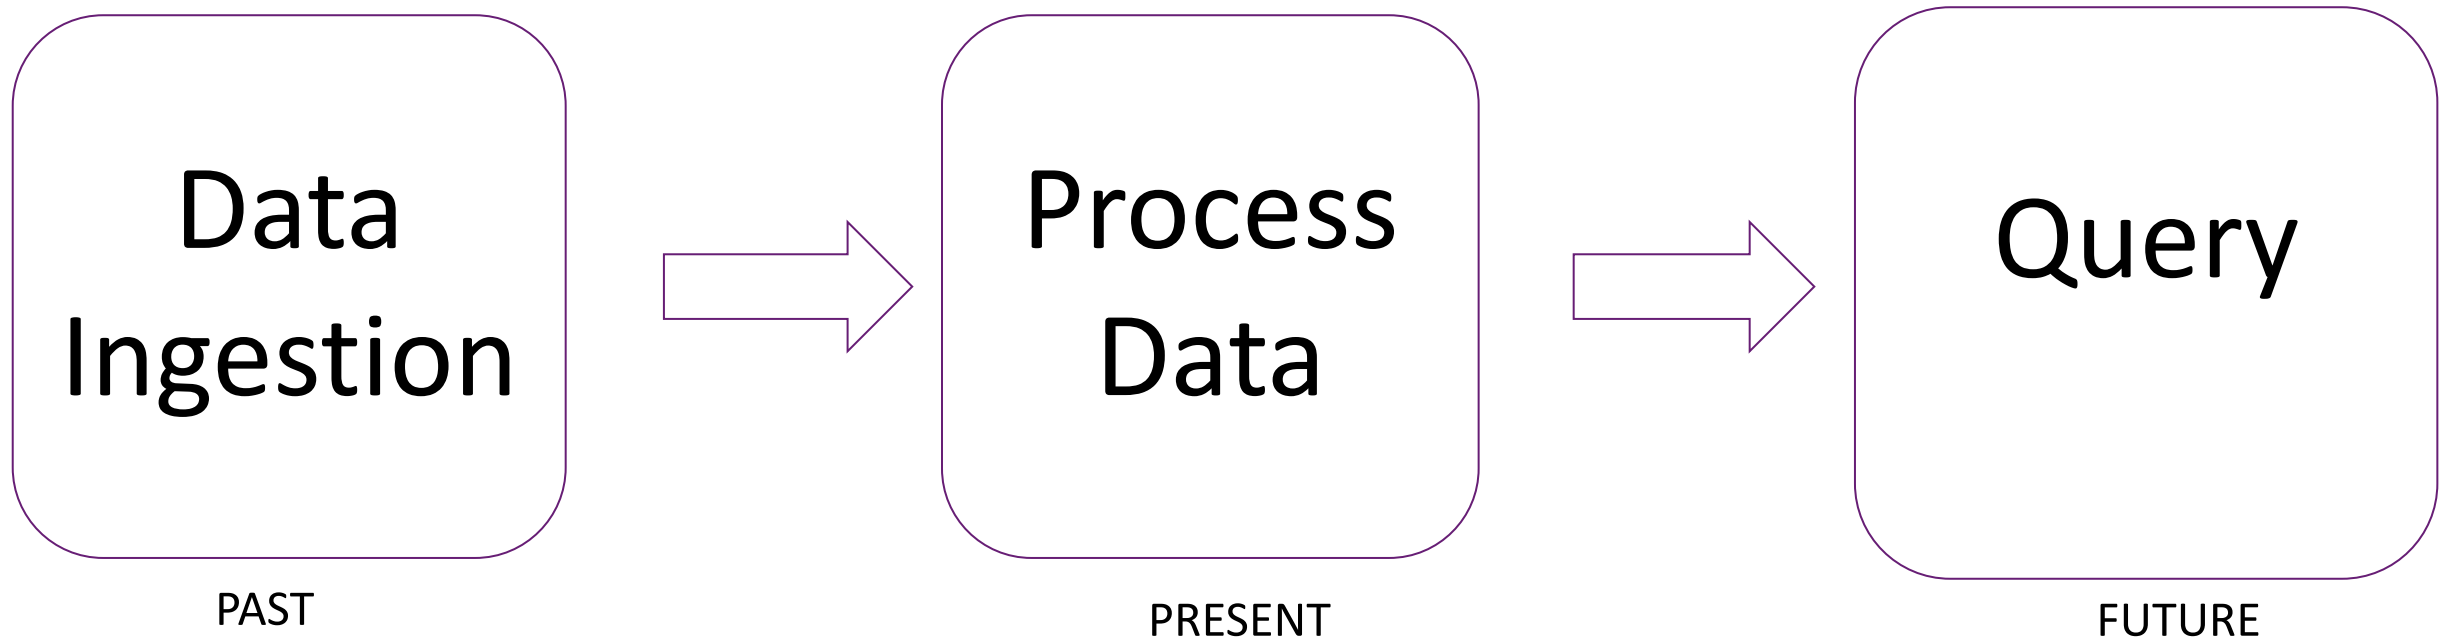 Data
Ingestion
Process
Data
Query
PAST
PRESENT
FUTURE